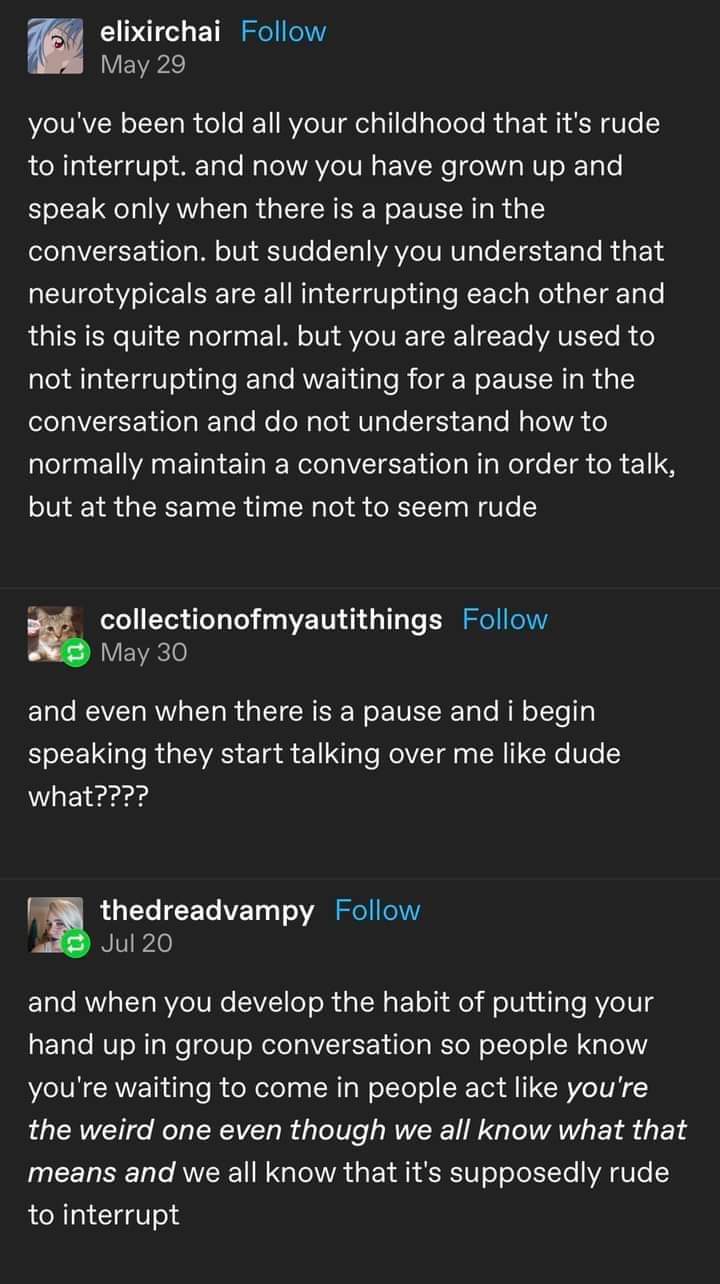 elixirchai Follow
May 29
you've been told all your childhood that it's rude
to interrupt. and now you have grown up and
speak only when there is a pause in the
conversation. but suddenly you understand that
neurotypicals are all interrupting each other and
this is quite normal. but you are already used to
not interrupting and waiting for a pause in the
conversation and do not understand how to
normally maintain a conversation in order to talk,
but at the same time not to seem rude
collectionofmyautithings Follow
May 30
and even when there is a pause and i begin
speaking they start talking over me like dude
what????
thedreadvampy Follow
Jul 20
and when you develop the habit of putting your
hand up in group conversation so people know
you're waiting to come in people act like you're
the weird one even though we all know what that
means and we all know that it's supposedly rude
to interrupt